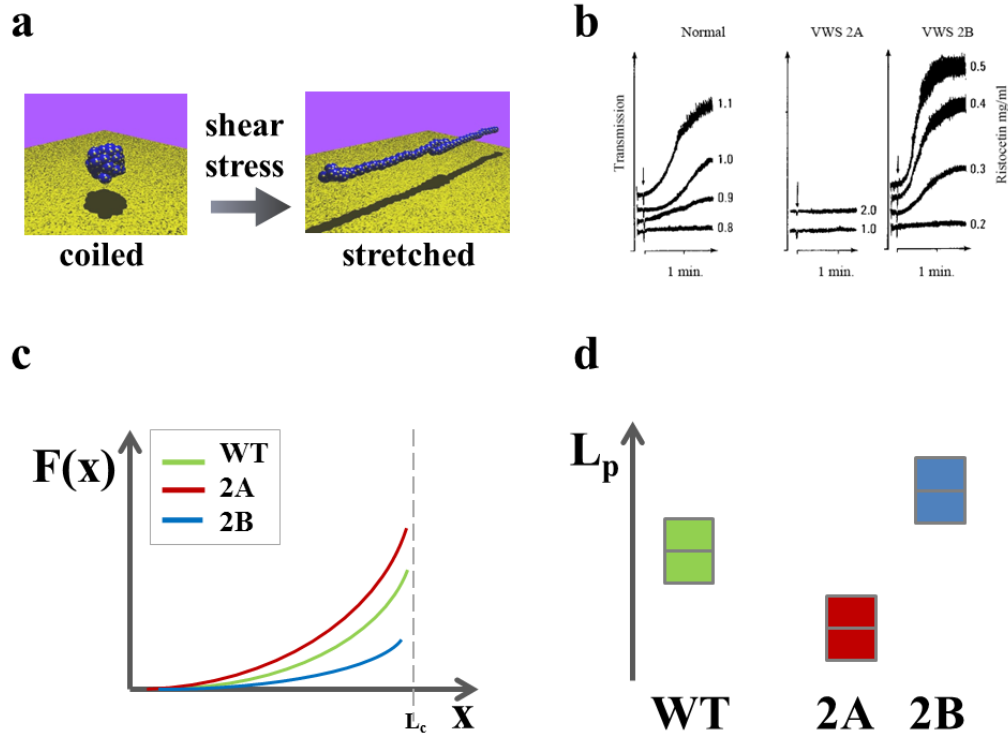 a
shear
stress
coiled
stretched
b
Normal
VWS 2A
VWS 2B
Transmission
1.1
1.0
0.9
0.8
1 min.
2.0
1.0
1 min.
0.5
0.4
0.3
0.2
1 min.
Ristocetin mg/ml
c
F(x)
WT
2A
2B
Lc
x
d
Lp
WT
2A
2B